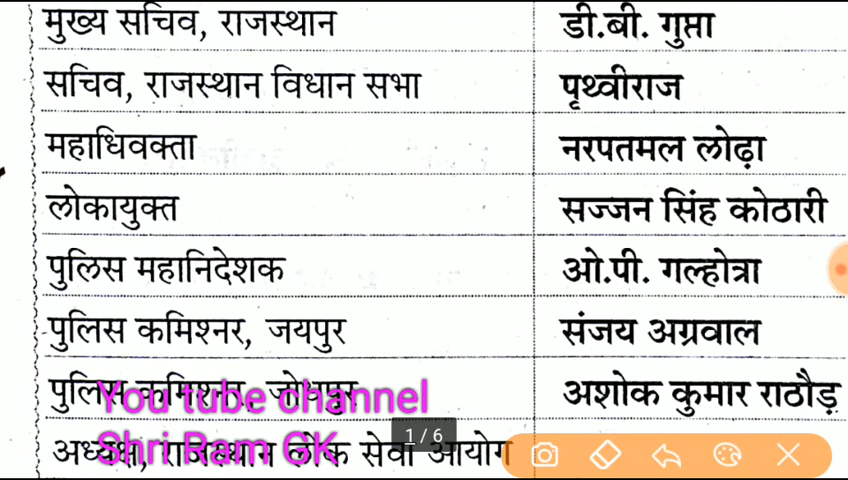 मुख्य सचिव, राजस्थान डी.बी. गुप्ता
सचिव, राजस्थान विधान सभा पृथ्वीराज
महाधिवक्ता नरपतमल लोढ़ा
लोकायुक्त सज्जन सिंह कोठारी
पुलिस महानिदेशक ओ.पी. गल्होत्रा
पुलिस कमिश्नर, जयपुर संजय अग्रवाल
पुलिस कमिश्नर, जोधपुर अशोक कुमार राठौड़
You tube channel
अध्यक्ष, राजस्थान लोक सेवा आयोग
Shri Ram GK
1 / 6